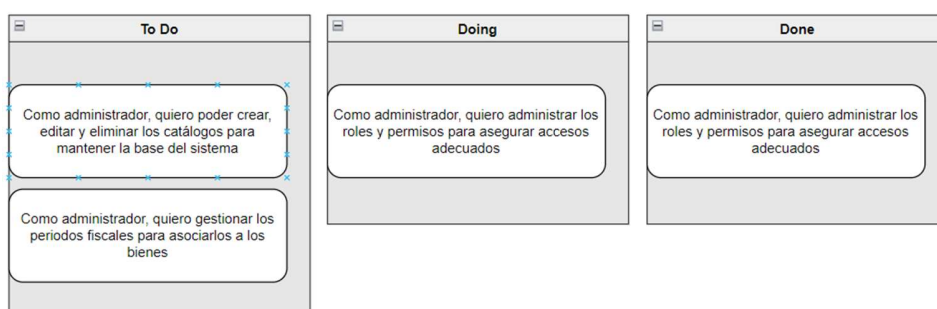 To Do
Como administrador, quiero poder crear,
editar y eliminar los catálogos para
mantener la base del sistema
Como administrador, quiero gestionar los
periodos fiscales para asociarlos a los
bienes
Doing
Como administrador, quiero administrar los
roles y permisos para asegurar accesos
adecuados
Done
Como administrador, quiero administrar los
roles y permisos para asegurar accesos
adecuados